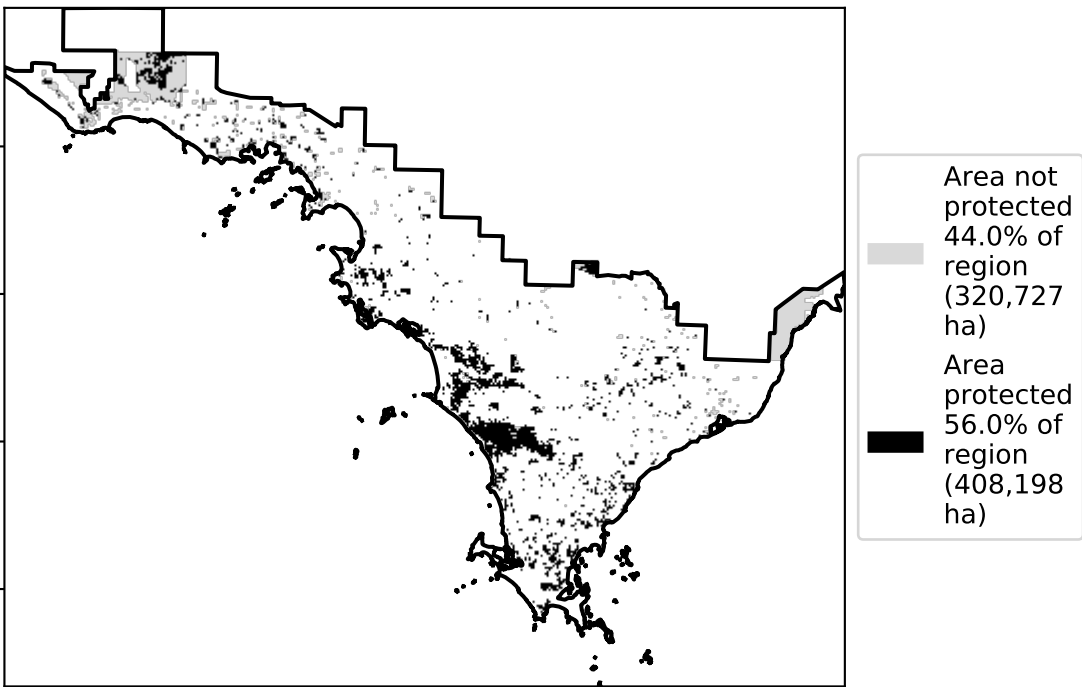 Area not
protected
44.0% of
region
(320,727
ha)
Area
protected
56.0% of
region
(408,198
ha)